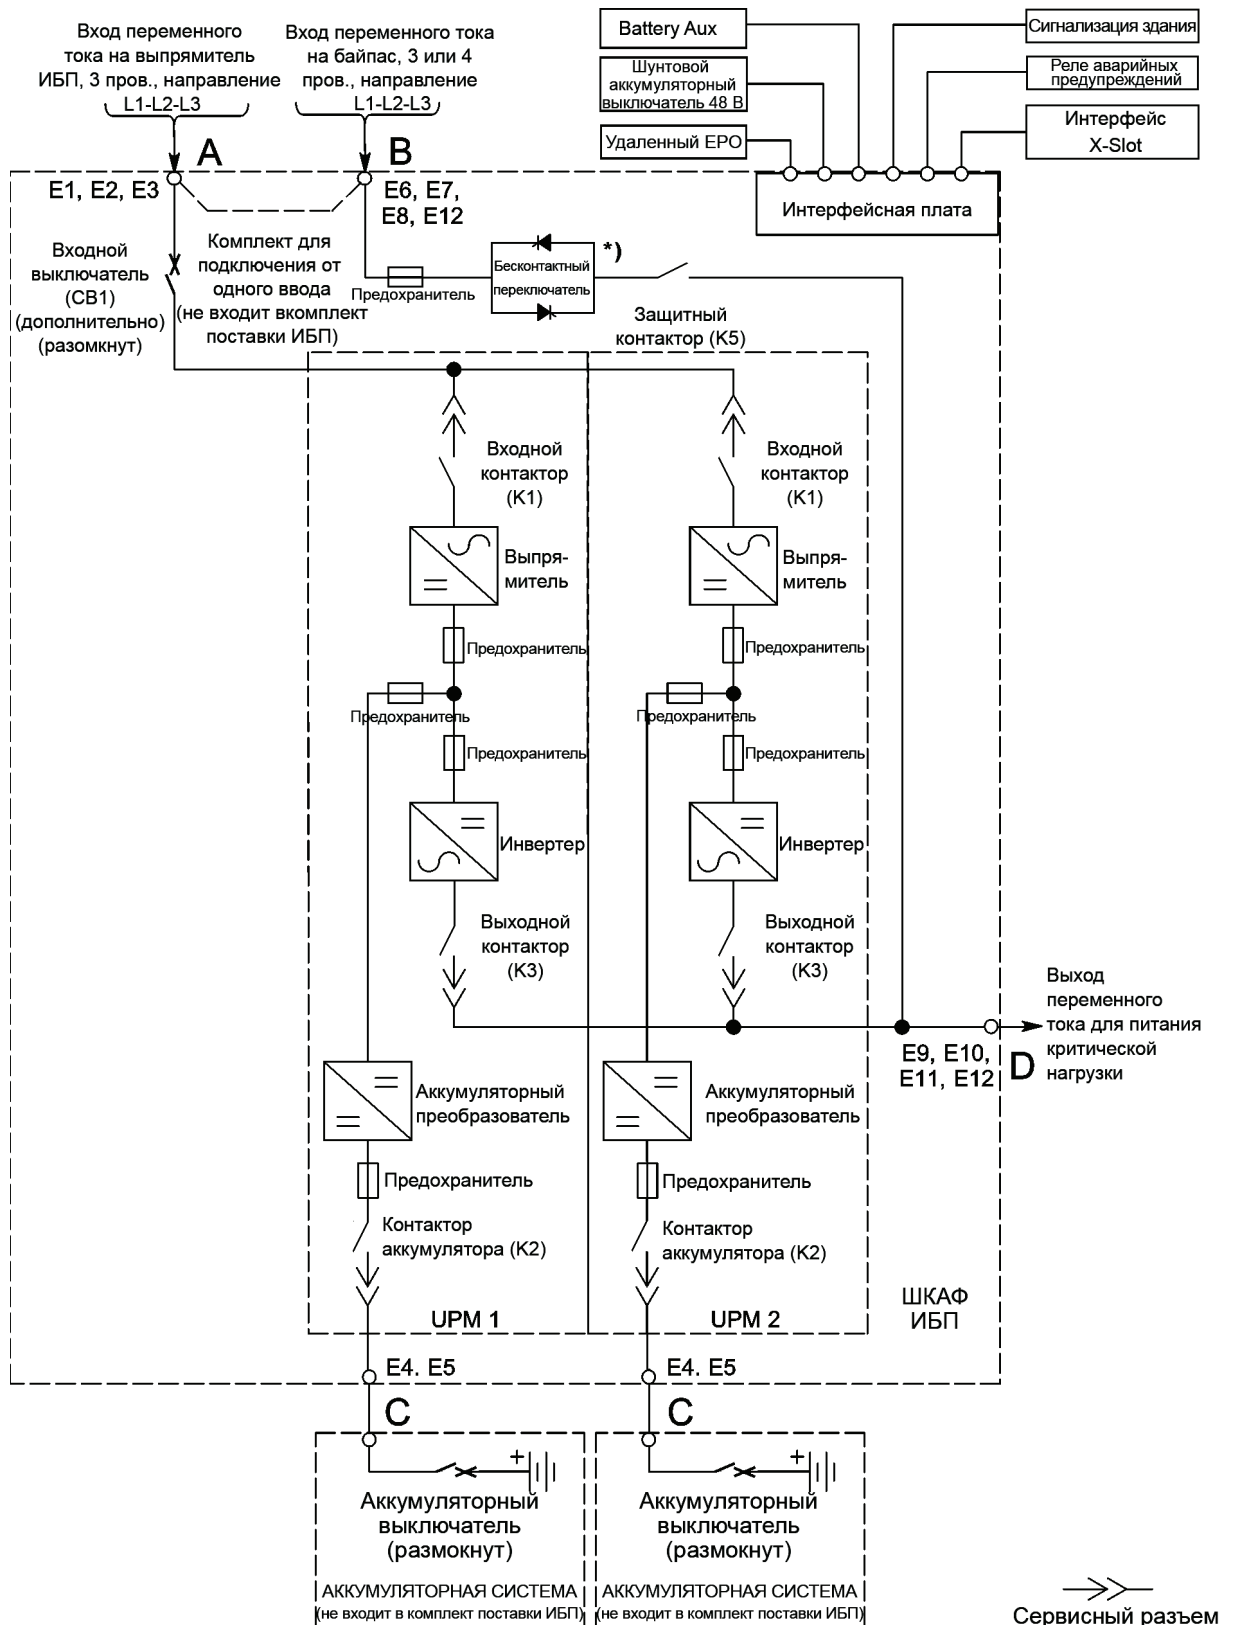 Вход переменного
тока на выпрямитель
ИБП, 3 пров., направление
L1-L2-L3
Вход переменного тока
на байпас, 3 или 4
пров., направление
L1-L2-L3
Battery Aux
Шунтовой
аккумуляторный
выключатель 48 В
Удаленный EPO
Сигнализация здания
Реле аварийных
предупреждений
Интерфейс
X-Slot
A
B
E1, E2, E3
E6, E7,
E8, E12
Интерфейсная плата
Входной
выключатель
(CB1)
(дополнительно)
(разомкнут)
Комплект для
подключения от
одного ввода
(не входит вкомплект
поставки ИБП)
Предохранитель
Бесконтактный
переключатель
*)
Защитный
контактор (K5)
Входной
контактор
(K1)
Входной
контактор
(K1)
Выпря-
митель
Выпря-
митель
Предохранитель
Предохранитель
Предохранитель
Предохранитель
Предохранитель
Предохранитель
Инвертер
Инвертер
Выходной
контактор
(K3)
Выходной
контактор
(K3)
Выход
переменного
тока для питания
критической
нагрузки
E9, E10,
E11, E12
D
Аккумуляторный
преобразователь
Аккумуляторный
преобразователь
Предохранитель
Предохранитель
Контактор
аккумулятора (K2)
Контактор
аккумулятора (K2)
UPM 1
UPM 2
ШКАФ
ИБП
E4. E5
E4. E5
C
C
+
+
Аккумуляторный
выключатель
(размокнут)
Аккумуляторный
выключатель
(размокнут)
АККУМУЛЯТОРНАЯ СИСТЕМА
(не входит в комплект поставки ИБП)
АККУМУЛЯТОРНАЯ СИСТЕМА
(не входит в комплект поставки ИБП)
Сервисный разъем